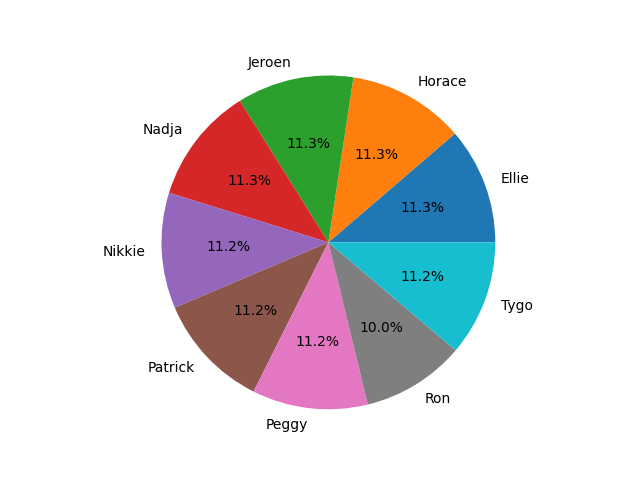 Jeroen
Horace
Nadja
11.3%
11.3%
Ellie
11.3%
11.3%
Nikkie
11.2%
11.2%
Tygo
Patrick
11.2%
11.2%
10.0%
Ron
Peggy